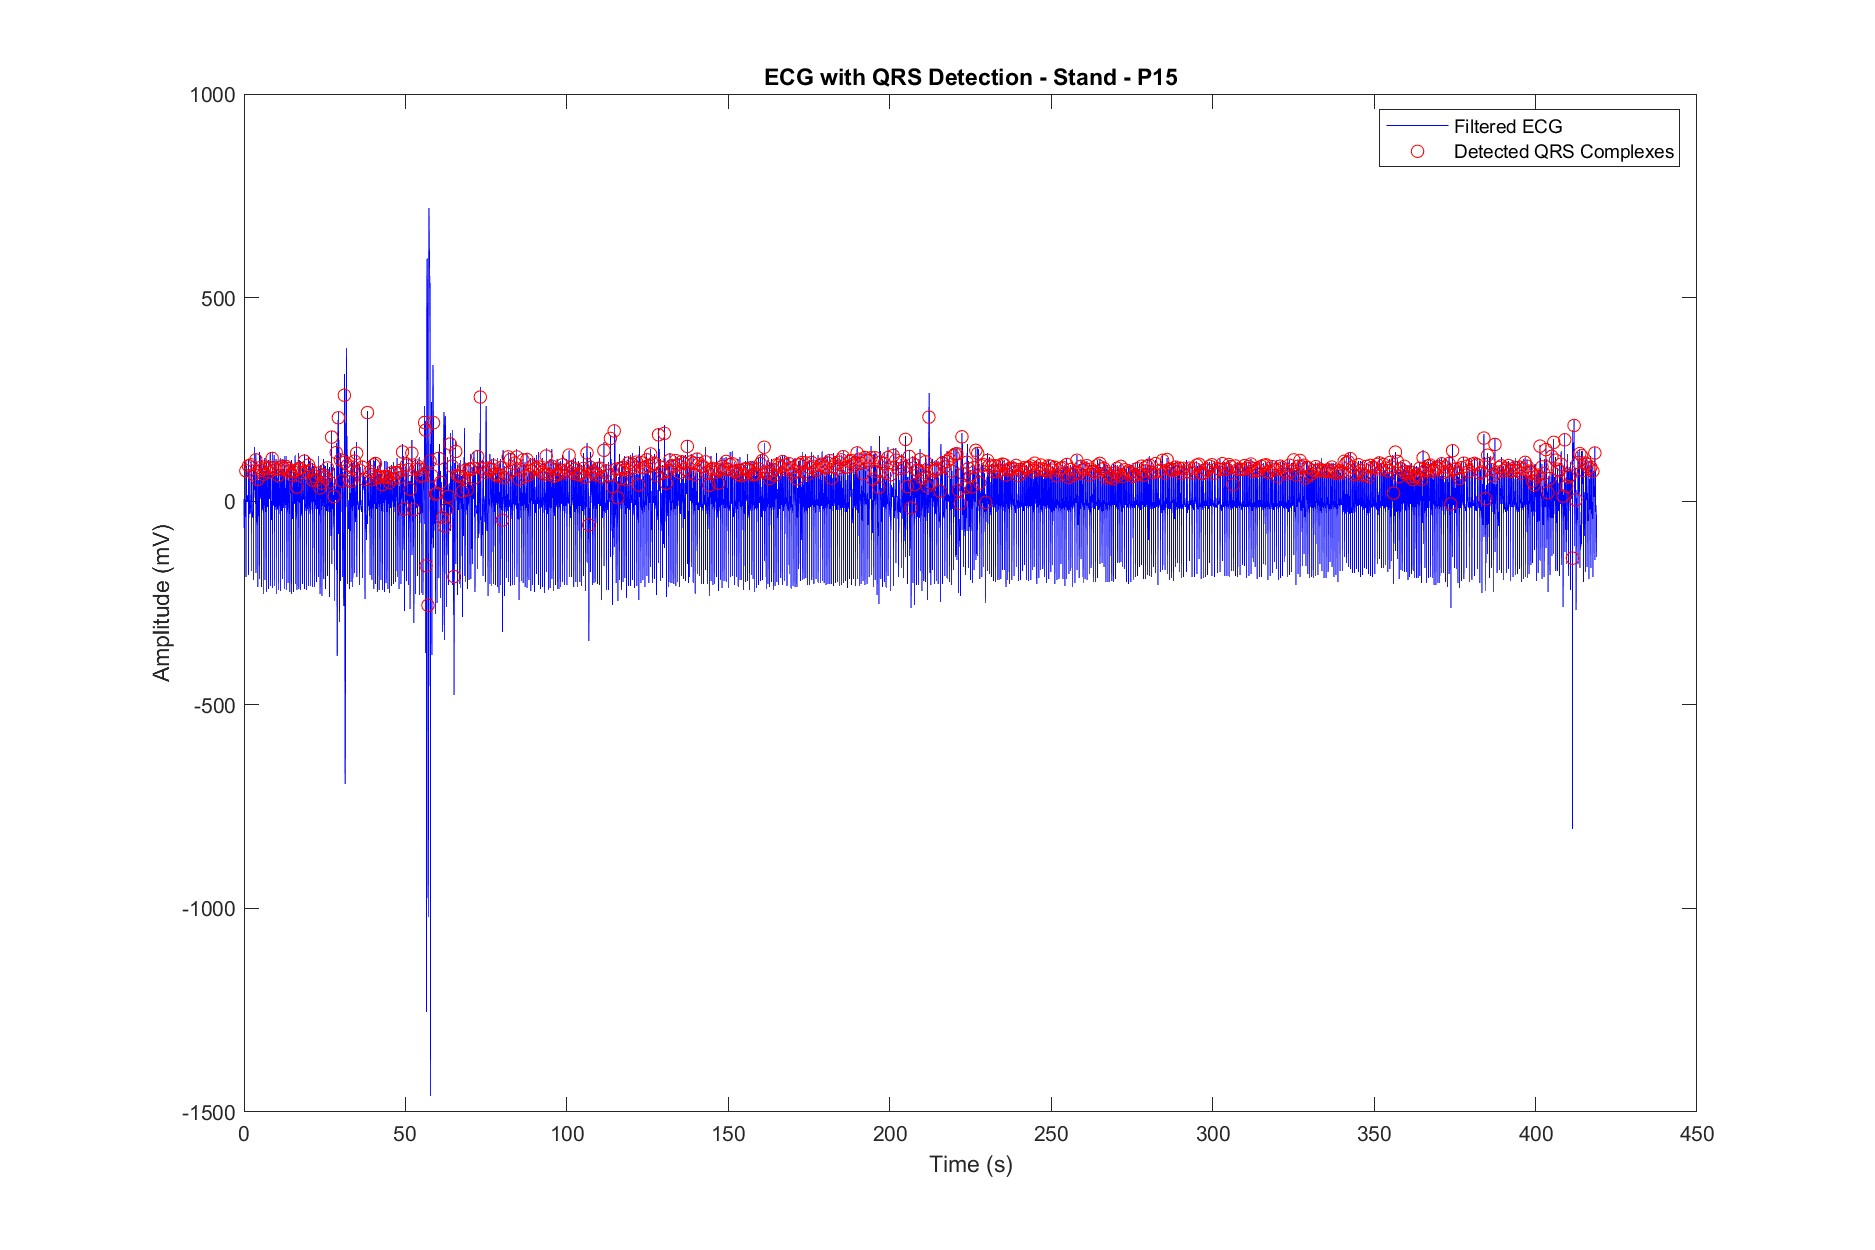 ECG with QRS Detection - Stand - P15
1000
Filtered ECG
Detected QRS Complexes
500
0
-500
-1000
-1500
Amplitude (mV)
0 50 100 150 200 250 300 350 400 450
Time (s)